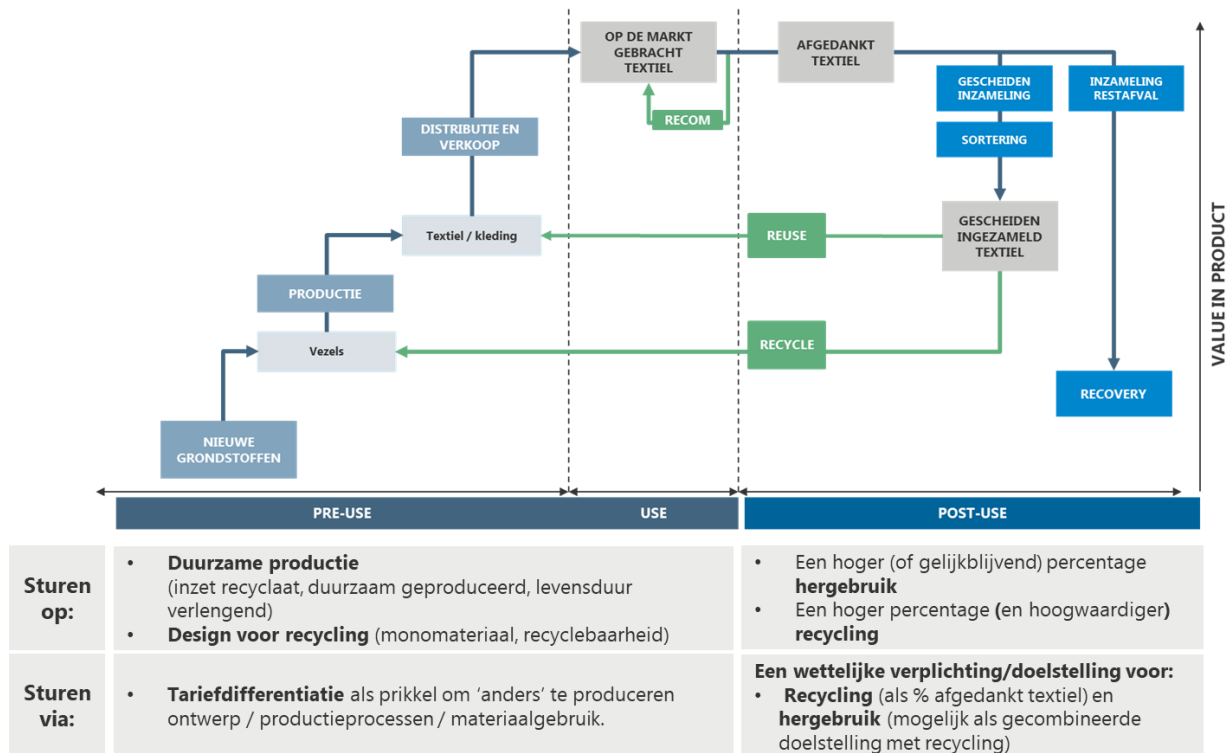 OP DE MARKT
GEBRACHT
TEXTIEL
AFGEDANKT
TEXTIEL
GESCHEIDEN
INZAMELING
INZAMELING
RESTAFVAL
RECOM
DISTRIBUTIE EN
VERKOOP
SORTERING
Textiel / kleding
REUSE
GESCHEIDEN
INGEZAMELD
TEXTIEL
PRODUCTIE
Vezels
RECYCLE
RECOVERY
NIEUWE
GRONDSTOFFEN
VALUE IN PRODUCT
PRE-USE
USE
POST-USE
Sturen
op:
• Duurzame productie
(inzet recyclaat, duurzaam geproduceerd, levensduur
verlengend)
• Design voor recycling (monomateriaal, recyclebaarheid)
• Een hoger (of gelijkblijvend) percentage
hergebruik
• Een hoger percentage (en hoogwaardiger)
recycling
Sturen
via:
• Tariefdifferentiatie als prikkel om ‘anders’ te produceren
ontwerp / productieprocessen / materiaalgebruik.
Een wettelijke verplichting/doelstelling voor:
• Recycling (als % afgedankt textiel) en
hergebruik (mogelijk als gecombineerde
doelstelling met recycling)